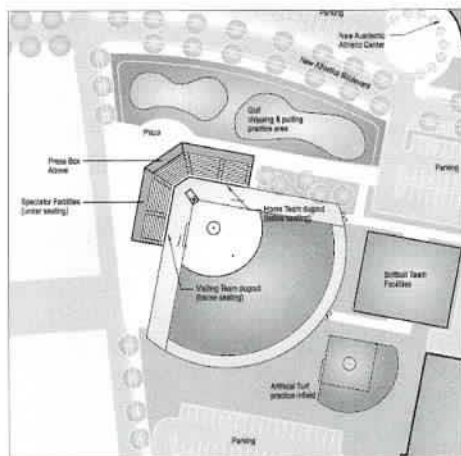 Parking
New Academic
Athletic Center
New Athletics Boulevard
Golf
chipping & putting
practice area
Plaza
Press Box
Above
Parking
Spectator Facilities
(under seating)
Home Team dugout
(below seating)
Softball Team
Facilities
Visiting Team dugout
(below seating)
Artificial Turf
practice infield
Parking